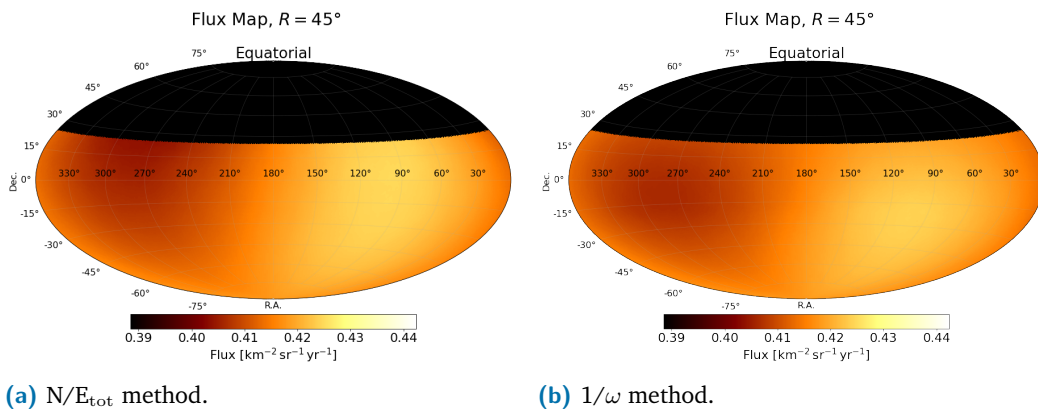 Flux Map, R = 45°
Equatorial
75°
60°
45°
30°
15°
0°
-15°
-30°
-45°
-60°
-75°
Dec.
330° 300° 270° 240° 210° 180° 150° 120° 90° 60° 30°
R.A.
0.39 0.40 0.41 0.42 0.43 0.44
Flux [km⁻² sr⁻¹ yr⁻¹]
(a) N/E_tot method.
Flux Map, R = 45°
Equatorial
75°
60°
45°
30°
15°
0°
-15°
-30°
-45°
-60°
-75°
Dec.
330° 300° 270° 240° 210° 180° 150° 120° 90° 60° 30°
R.A.
0.39 0.40 0.41 0.42 0.43 0.44
Flux [km⁻² sr⁻¹ yr⁻¹]
(b) 1/ω method.